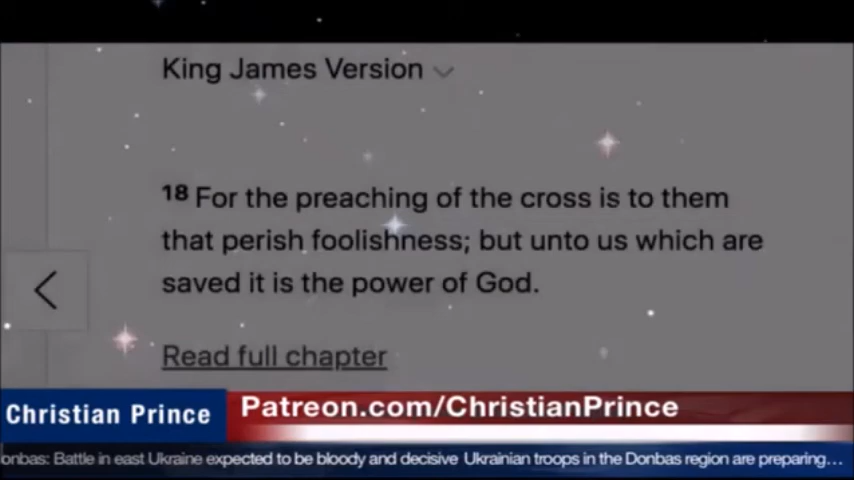 King James Version
18 For the preaching of the cross is to them
that perish foolishness; but unto us which are
saved it is the power of God.
Read full chapter
Christian Prince
Patreon.com/ChristianPrince
onbas: Battle in east Ukraine expected to be bloody and decisive Ukrainian troops in the Donbas region are preparing...